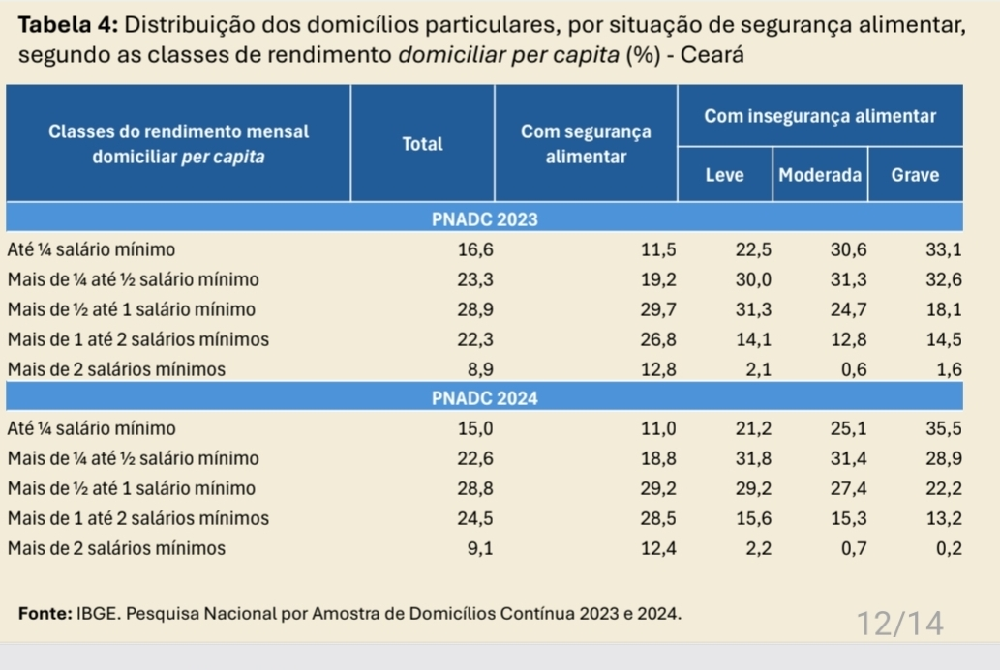 Tabela 4: Distribuição dos domicílios particulares, por situação de segurança alimentar,
segundo as classes de rendimento domiciliar per capita (%) - Ceará
Classes do rendimento mensal
domiciliar per capita
Total
Com segurança
alimentar
Com insegurança alimentar
Leve Moderada Grave
PNADC 2023
Até ¼ salário mínimo 16,6 11,5 22,5 30,6 33,1
Mais de ¼ até ½ salário mínimo 23,3 19,2 30,0 31,3 32,6
Mais de ½ até 1 salário mínimo 28,9 29,7 31,3 24,7 18,1
Mais de 1 até 2 salários mínimos 22,3 26,8 14,1 12,8 14,5
Mais de 2 salários mínimos 8,9 12,8 2,1 0,6 1,6
PNADC 2024
Até ¼ salário mínimo 15,0 11,0 21,2 25,1 35,5
Mais de ¼ até ½ salário mínimo 22,6 18,8 31,8 31,4 28,9
Mais de ½ até 1 salário mínimo 28,8 29,2 29,2 27,4 22,2
Mais de 1 até 2 salários mínimos 24,5 28,5 15,6 15,3 13,2
Mais de 2 salários mínimos 9,1 12,4 2,2 0,7 0,2
Fonte: IBGE. Pesquisa Nacional por Amostra de Domicílios Contínua 2023 e 2024.
12/14